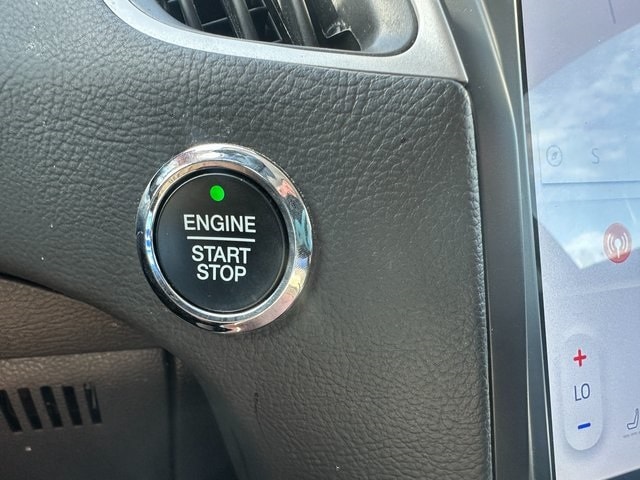 ENGINE
START
STOP
S
+
LO
-